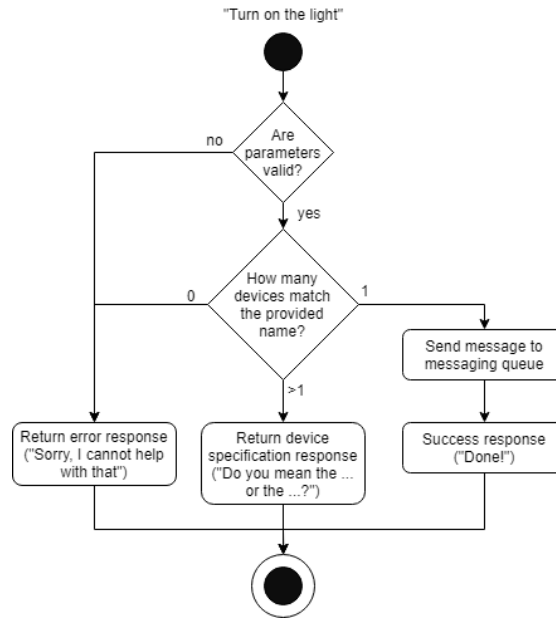 "Turn on the light"
Are
parameters
valid?
no
yes
How many
devices match
the provided
name?
0
1
>1
Send message to
messaging queue
Return error response
("Sorry, I cannot help
with that")
Return device
specification response
("Do you mean the ...
or the ...?")
Success response
("Done!")